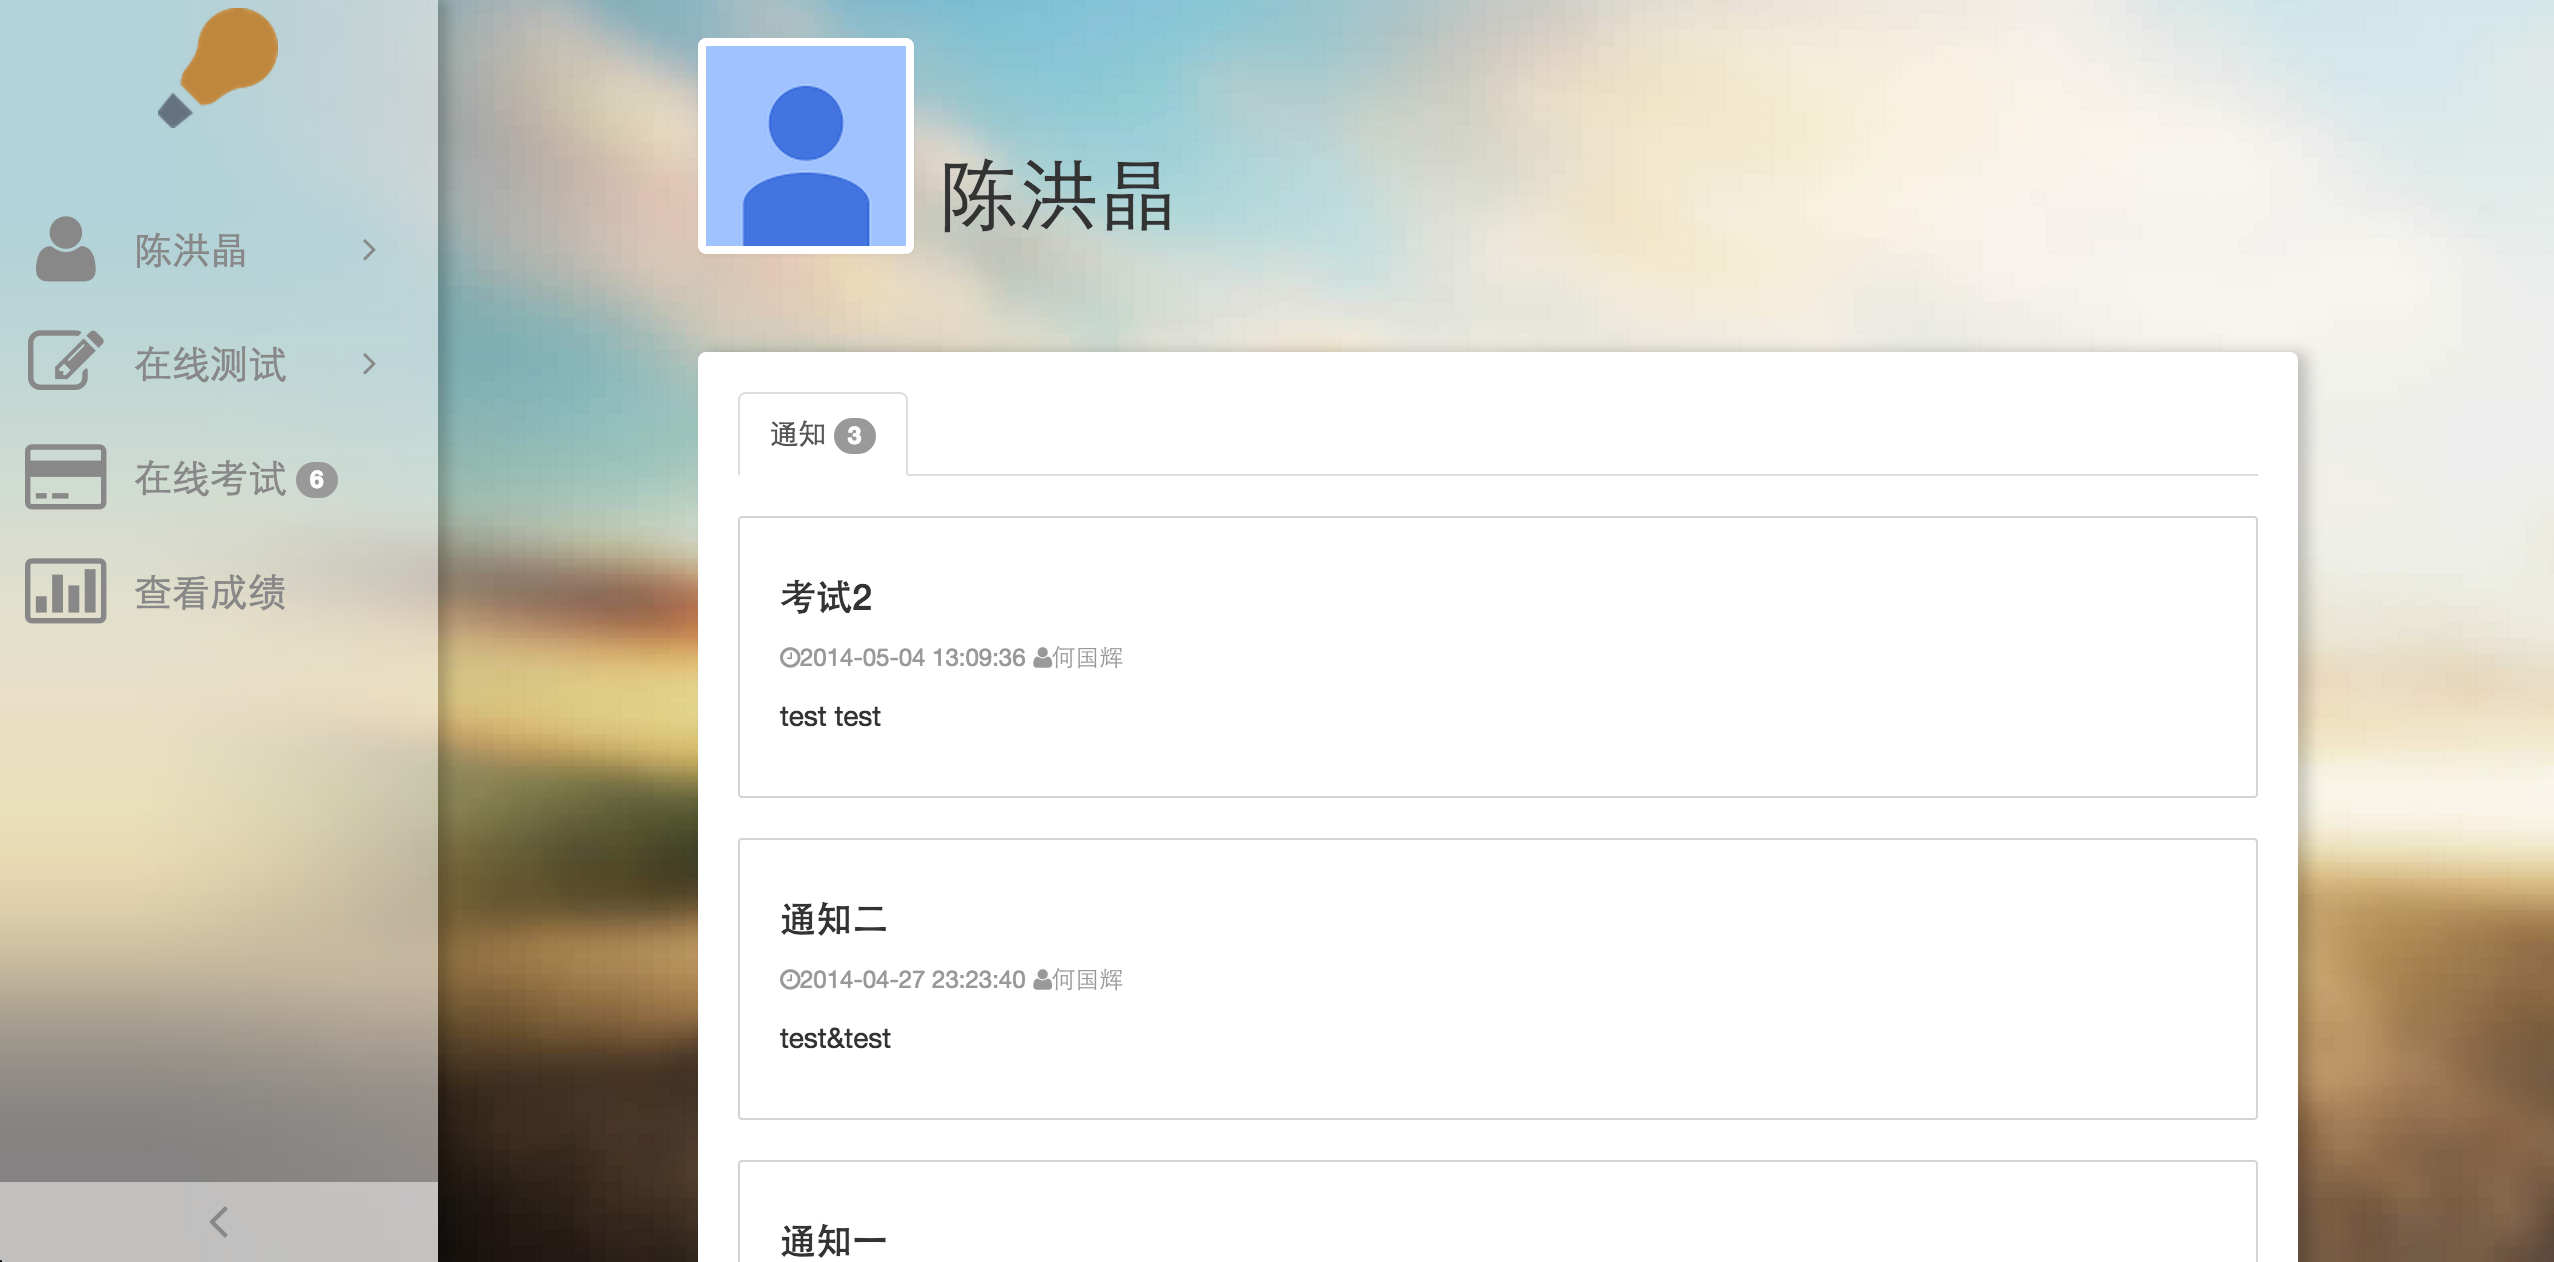 陈洪晶
在线测试
在线考试 6
查看成绩
陈洪晶
通知 3
考试2
2014-05-04 13:09:36 何国辉
test test
通知二
2014-04-27 23:23:40 何国辉
test&test
通知一